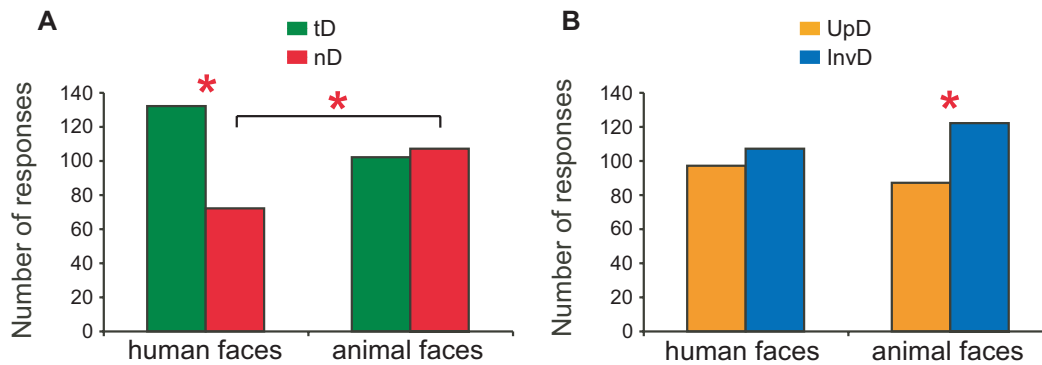 A
tD
nD
Number of responses
140
120
100
80
60
40
20
0
*
*
human faces
animal faces
B
UpD
InvD
Number of responses
140
120
100
80
60
40
20
0
*
human faces
animal faces